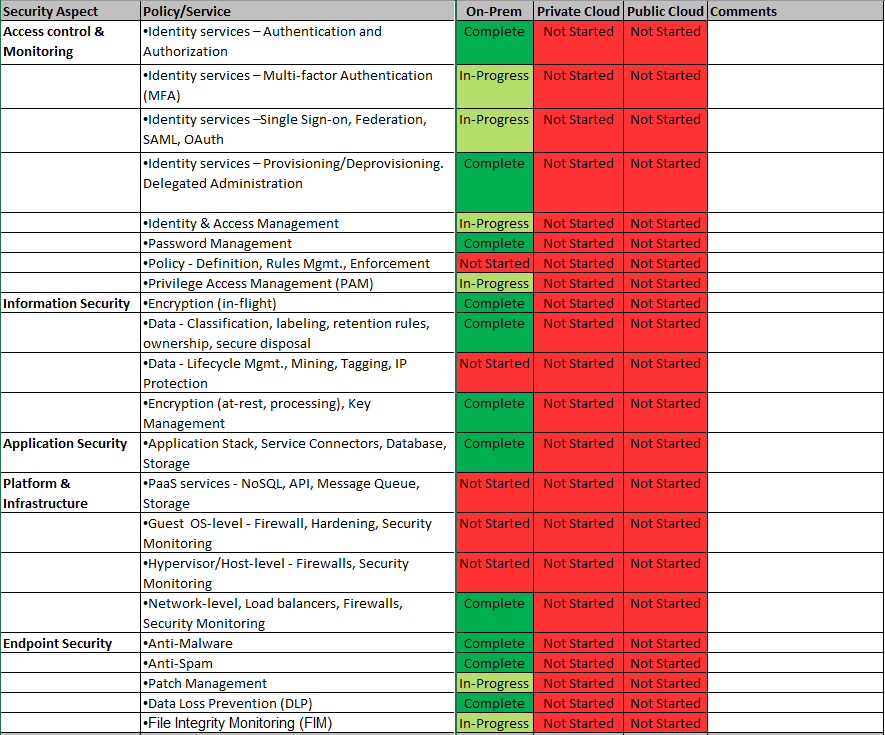 Security Aspect Policy/Service On-Prem Private Cloud Public Cloud Comments
Access control & •Identity services – Authentication and Complete Not Started Not Started
Monitoring Authorization
•Identity services – Multi-factor Authentication In-Progress Not Started Not Started
(MFA)
•Identity services –Single Sign-on, Federation, In-Progress Not Started Not Started
SAML, OAuth
•Identity services – Provisioning/Deprovisioning. Complete Not Started Not Started
Delegated Administration
•Identity & Access Management In-Progress Not Started Not Started
•Password Management Complete Not Started Not Started
•Policy - Definition, Rules Mgmt., Enforcement Not Started Not Started Not Started
•Privilege Access Management (PAM) In-Progress Not Started Not Started
Information Security •Encryption (in-flight) Complete Not Started Not Started
•Data - Classification, labeling, retention rules, Complete Not Started Not Started
ownership, secure disposal
•Data - Lifecycle Mgmt., Mining, Tagging, IP Not Started Not Started Not Started
Protection
•Encryption (at-rest, processing), Key Complete Not Started Not Started
Management
Application Security •Application Stack, Service Connectors, Database, Complete Not Started Not Started
Storage
Platform & •PaaS services - NoSQL, API, Message Queue, Not Started Not Started Not Started
Infrastructure Storage
•Guest  OS-level - Firewall, Hardening, Security Not Started Not Started Not Started
Monitoring
•Hypervisor/Host-level - Firewalls, Security Not Started Not Started Not Started
Monitoring
•Network-level, Load balancers, Firewalls, Complete Not Started Not Started
Security Monitoring
Endpoint Security •Anti-Malware Complete Not Started Not Started
•Anti-Spam Complete Not Started Not Started
•Patch Management In-Progress Not Started Not Started
•Data Loss Prevention (DLP) Complete Not Started Not Started
•File Integrity Monitoring (FIM) In-Progress Not Started Not Started